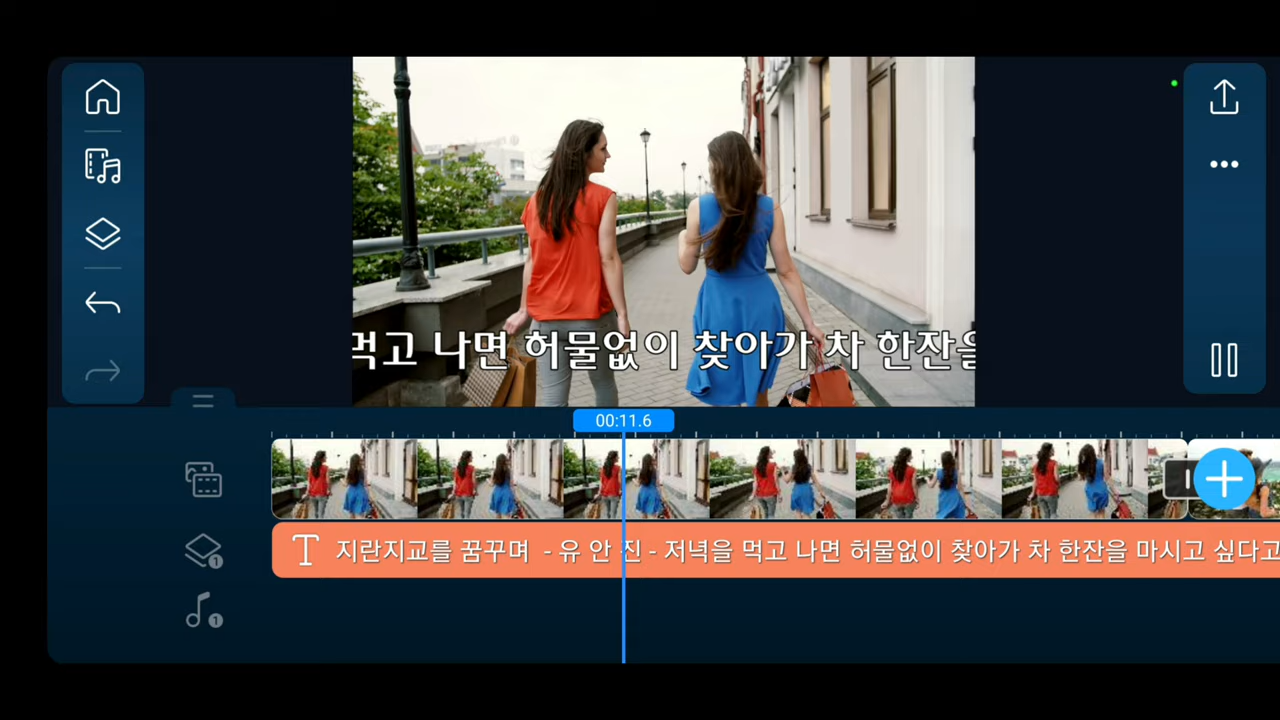 먹고 나면 허물없이 찾아가 차 한잔을
00:11.6
T 지란지교를 꿈꾸며 - 유 안 진 - 저녁을 먹고 나면 허물없이 찾아가 차 한잔을 마시고 싶다고
1
1